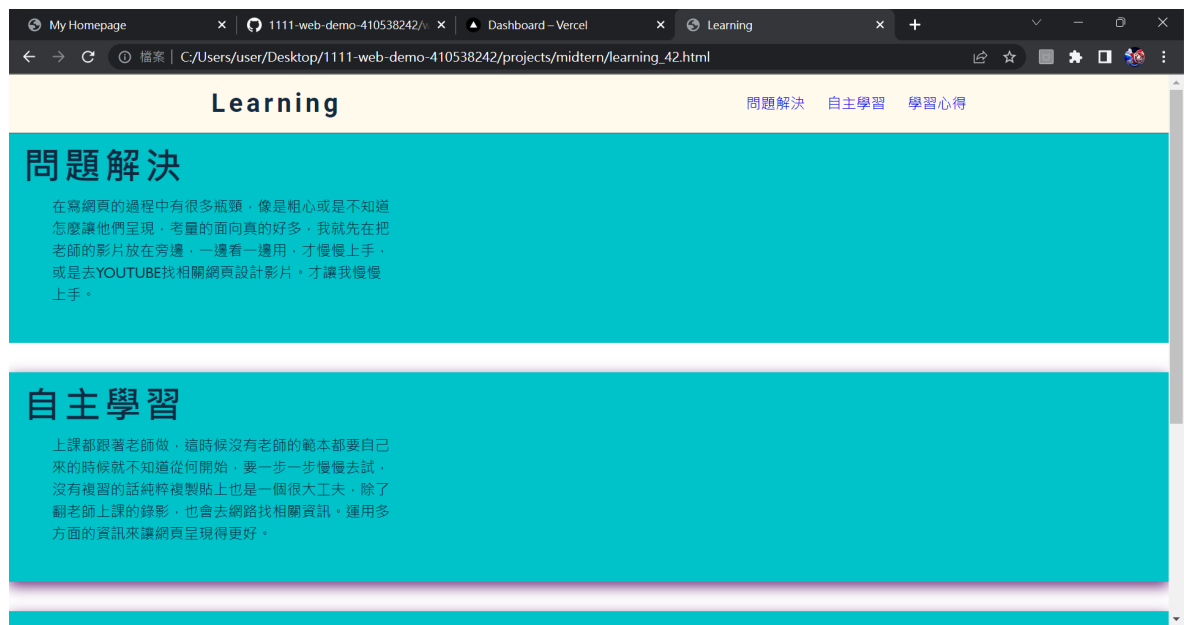 My Homepage
1111-web-demo-410538242/
Dashboard – Vercel
Learning
檔案 | C:/Users/user/Desktop/1111-web-demo-410538242/projects/midtern/learning_42.html
Learning
問題解決 自主學習 學習心得
問題解決
在寫網頁的過程中有很多瓶頸，像是粗心或是不知道
怎麼讓他們呈現，考量的面向真的好多，我就先在把
老師的影片放在旁邊，一邊看一邊用，才慢慢上手，
或是去YOUTUBE找相關網頁設計影片。才讓我慢慢
上手。
自主學習
上課都跟著老師做，這時候沒有老師的範本都要自己
來的時候就不知道從何開始，要一步一步慢慢去試，
沒有複習的話純粹複製貼上也是一個很大工夫，除了
翻老師上課的錄影，也會去網路找相關資訊。運用多
方面的資訊來讓網頁呈現得更好。